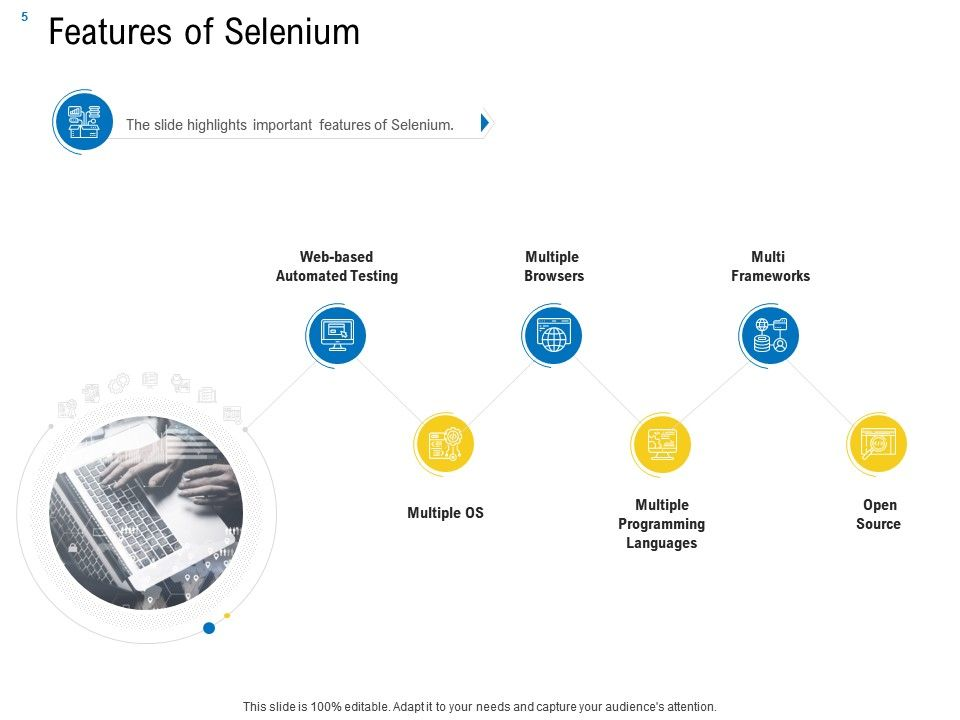 5
Features of Selenium
The slide highlights important features of Selenium.
Web-based
Automated Testing
Multiple
Browsers
Multi
Frameworks
Multiple OS
Multiple
Programming
Languages
Open
Source
This slide is 100% editable. Adapt it to your needs and capture your audience's attention.